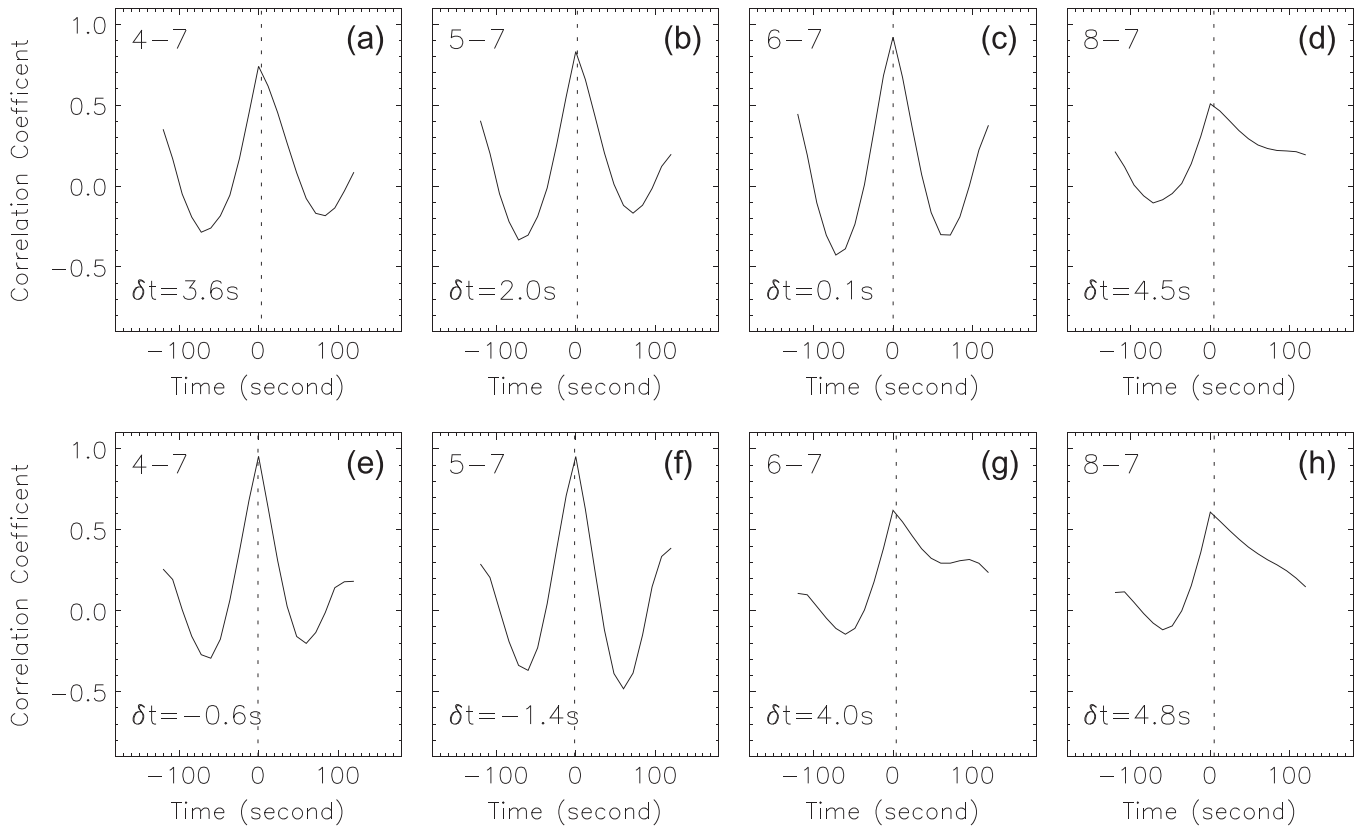 4−7 (a)
5−7 (b)
6−7 (c)
8−7 (d)
1.0
0.5
0.0
−0.5
Correlation Coefficent
δt=3.6s
δt=2.0s
δt=0.1s
δt=4.5s
−100 0 100
−100 0 100
−100 0 100
−100 0 100
Time (second)
Time (second)
Time (second)
Time (second)
4−7 (e)
5−7 (f)
6−7 (g)
8−7 (h)
1.0
0.5
0.0
−0.5
Correlation Coefficent
δt=−0.6s
δt=−1.4s
δt=4.0s
δt=4.8s
−100 0 100
−100 0 100
−100 0 100
−100 0 100
Time (second)
Time (second)
Time (second)
Time (second)